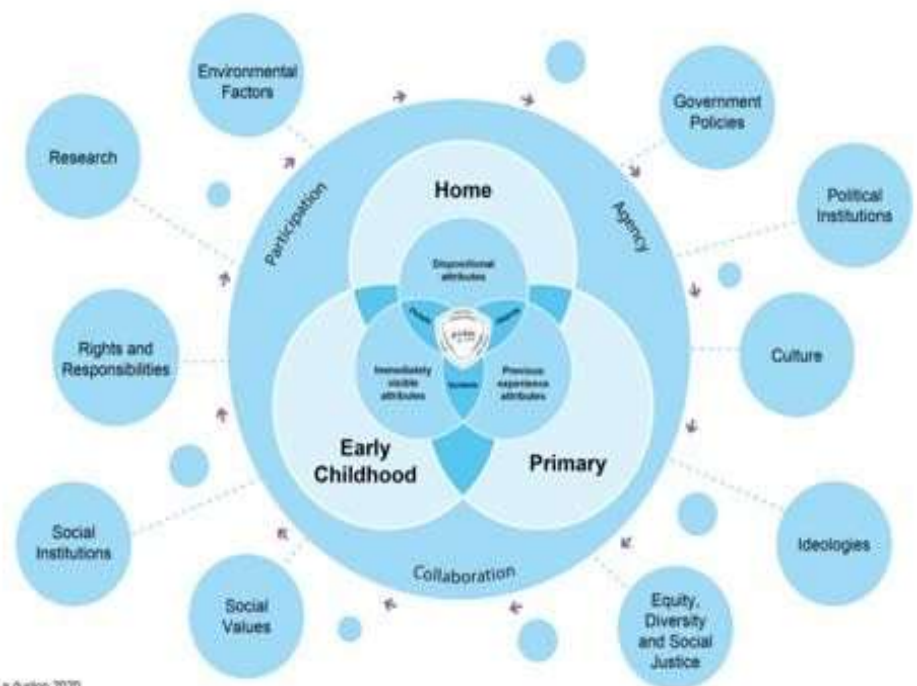 Environmental
Factors
Government
Policies
Research
Political
Institutions
Home
Participation
Agency
Dispositional
attributes
Rights and
Responsibilities
Culture
Immediately
visible
attributes
Previous
experience
attributes
Early
Childhood
Primary
Social
Institutions
Ideologies
Collaboration
Social
Values
Equity,
Diversity
and Social
Justice
2020